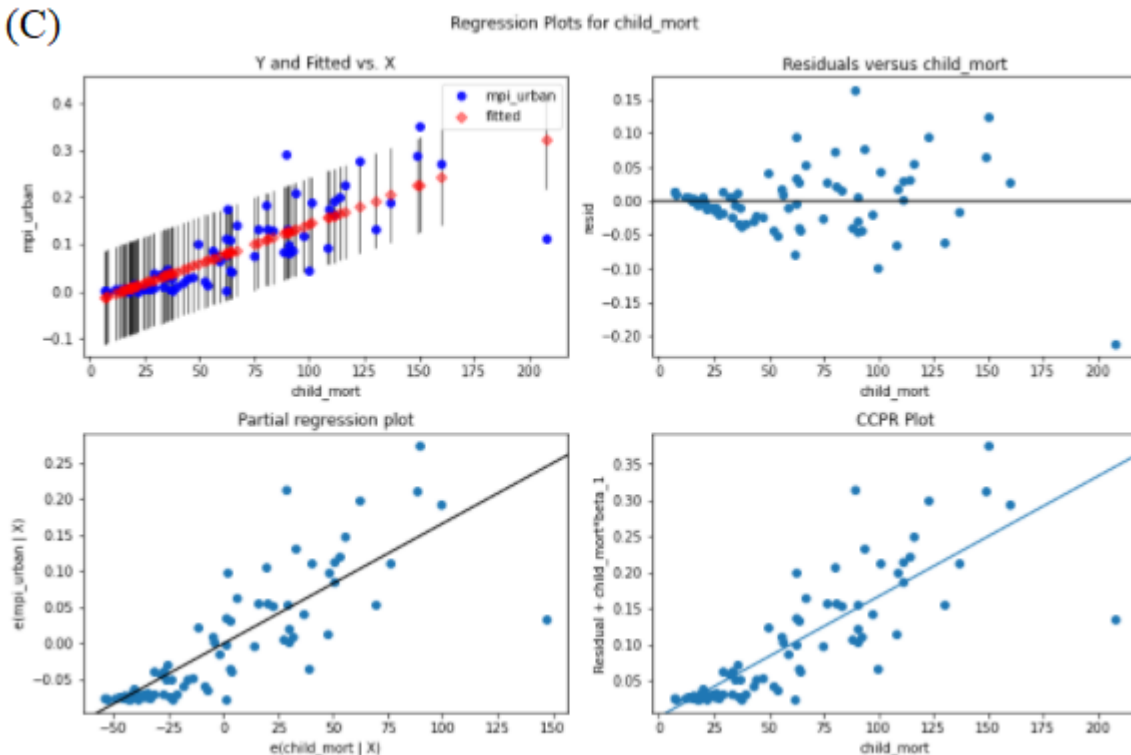 (C)
Regression Plots for child_mort
Y and Fitted vs. X
mpi_urban
fitted
0.4
0.3
0.2
0.1
0.0
−0.1
mpi_urban
0 25 50 75 100 125 150 175 200
child_mort
Residuals versus child_mort
0.15
0.10
0.05
0.00
−0.05
−0.10
−0.15
−0.20
resid
0 25 50 75 100 125 150 175 200
child_mort
Partial regression plot
0.25
0.20
0.15
0.10
0.05
0.00
−0.05
e(mpi_urban | X)
−50 −25 0 25 50 75 100 125 150
e(child_mort | X)
CCPR Plot
0.35
0.30
0.25
0.20
0.15
0.10
0.05
Residual + child_mort*beta_1
0 25 50 75 100 125 150 175 200
child_mort